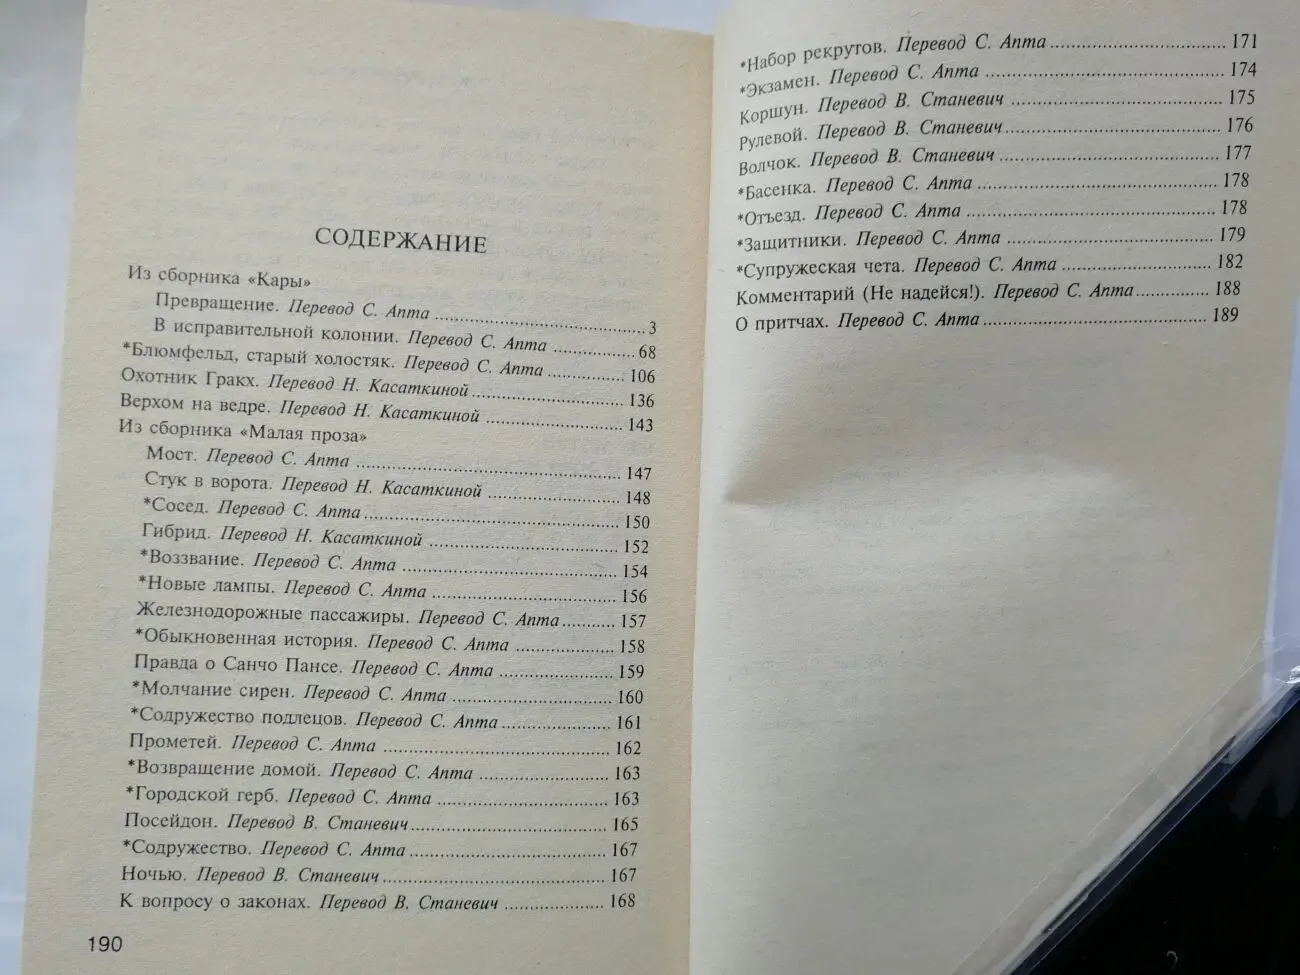 СОДЕРЖАНИЕ
Из сборника «Кары»
Превращение. Перевод С. Апта ........ 3
В исправительной колонии. Перевод С. Апта ........ 68
*Блюмфельд, старый холостяк. Перевод С. Апта ........ 106
Охотник Гракх. Перевод Н. Касаткиной ........ 136
Верхом на ведре. Перевод Н. Касаткиной ........ 143
Из сборника «Малая проза»
Мост. Перевод С. Апта ........ 147
Стук в ворота. Перевод Н. Касаткиной ........ 148
*Сосед. Перевод С. Апта ........ 150
Гибрид. Перевод Н. Касаткиной ........ 152
*Воззвание. Перевод С. Апта ........ 154
*Новые лампы. Перевод С. Апта ........ 156
Железнодорожные пассажиры. Перевод С. Апта ........ 157
*Обыкновенная история. Перевод С. Апта ........ 158
Правда о Санчо Пансе. Перевод С. Апта ........ 159
*Молчание сирен. Перевод С. Апта ........ 160
*Содружество подлецов. Перевод С. Апта ........ 161
Прометей. Перевод С. Апта ........ 162
*Возвращение домой. Перевод С. Апта ........ 163
*Городской герб. Перевод С. Апта ........ 163
Посейдон. Перевод В. Станевич ........ 165
*Содружество. Перевод С. Апта ........ 167
Ночью. Перевод В. Станевич ........ 167
К вопросу о законах. Перевод В. Станевич ........ 168
190
*Набор рекрутов. Перевод С. Апта ........ 171
*Экзамен. Перевод С. Апта ........ 174
Коршун. Перевод В. Станевич ........ 175
Рулевой. Перевод В. Станевич ........ 176
Волчок. Перевод В. Станевич ........ 177
*Басенка. Перевод С. Апта ........ 178
*Отъезд. Перевод С. Апта ........ 178
*Защитники. Перевод С. Апта ........ 179
*Супружеская чета. Перевод С. Апта ........ 182
Комментарий (Не надейся!). Перевод С. Апта ........ 188
О притчах. Перевод С. Апта ........ 189